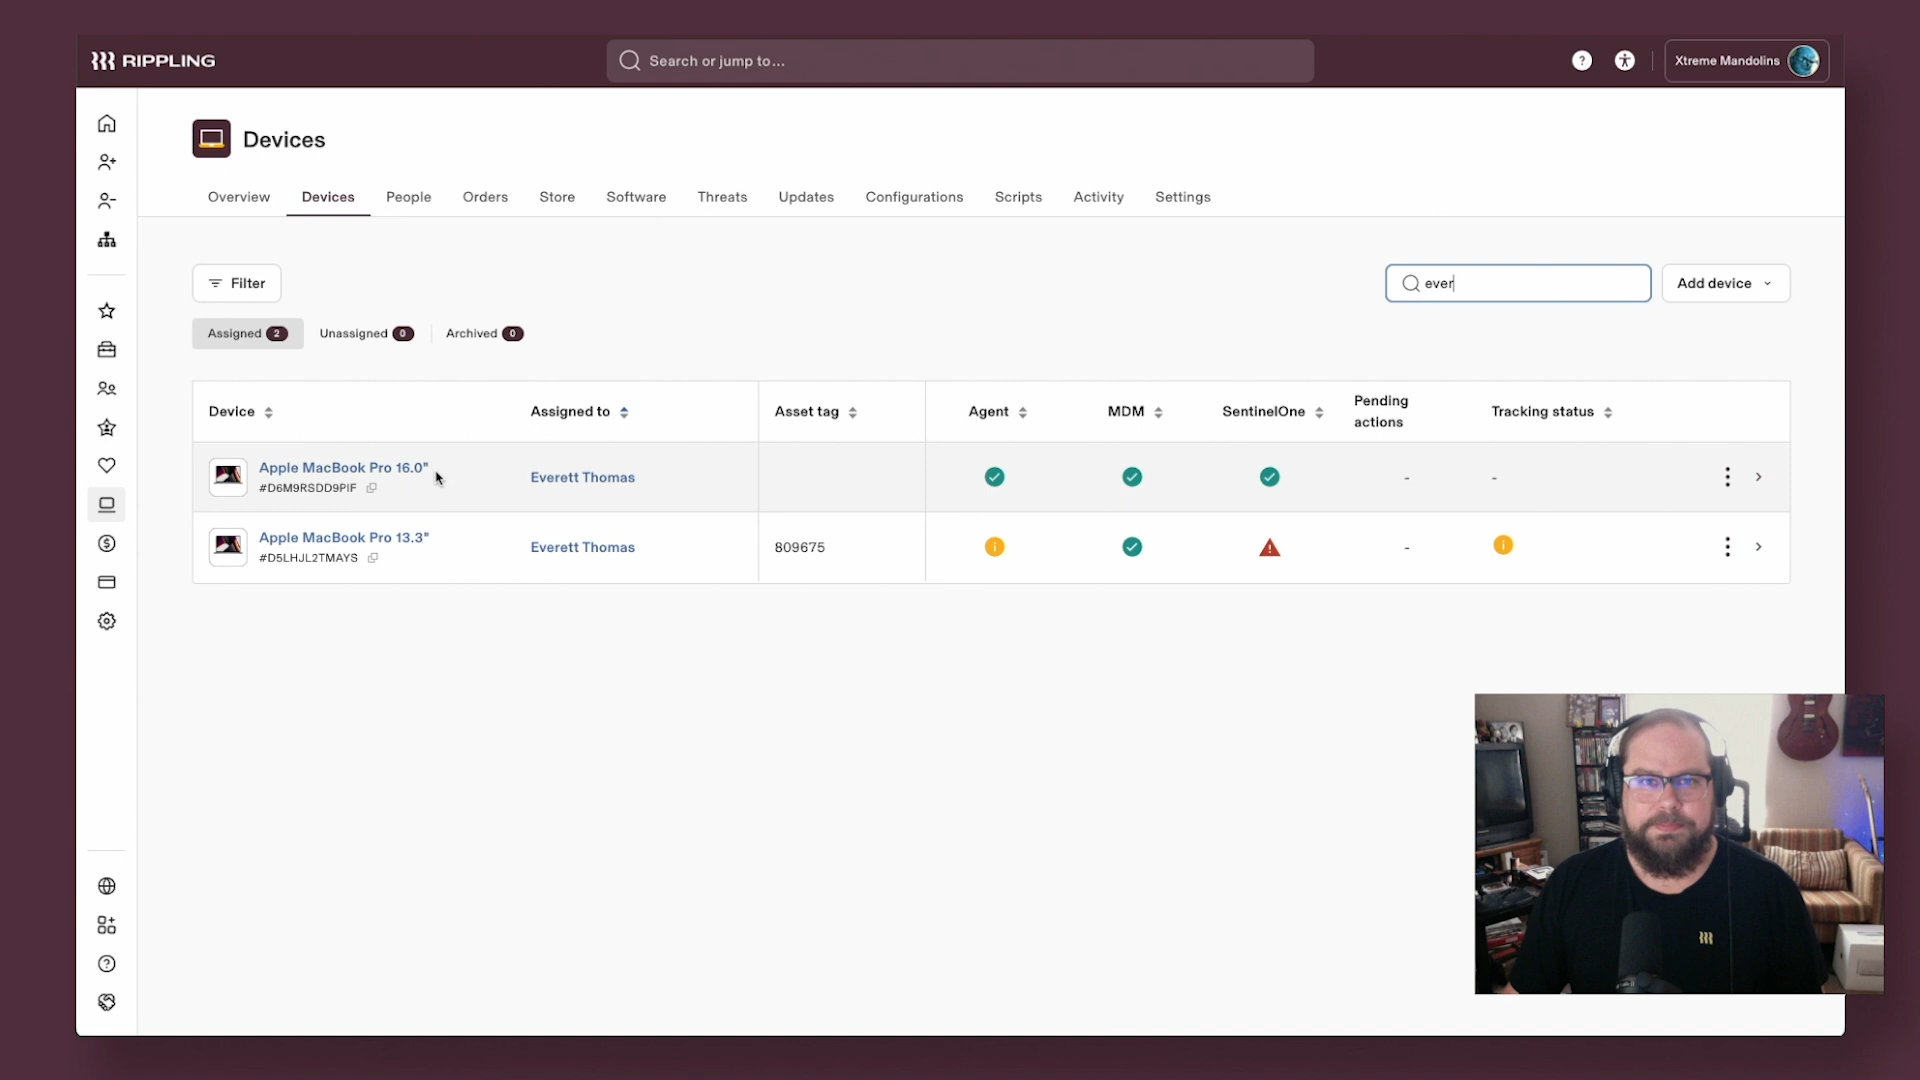 RIPPLING
Search or jump to...
?
Xtreme Mandolins
Devices
Overview
Devices
People
Orders
Store
Software
Threats
Updates
Configurations
Scripts
Activity
Settings
Filter
ever
Add device
Assigned 2
Unassigned 0
Archived 0
Device
Assigned to
Asset tag
Agent
MDM
SentinelOne
Pending
actions
Tracking status
Apple MacBook Pro 16.0"
#D6M9RSDD9PIF
Everett Thomas
-
-
Apple MacBook Pro 13.3"
#D5LHJL2TMAYS
Everett Thomas
809675
-